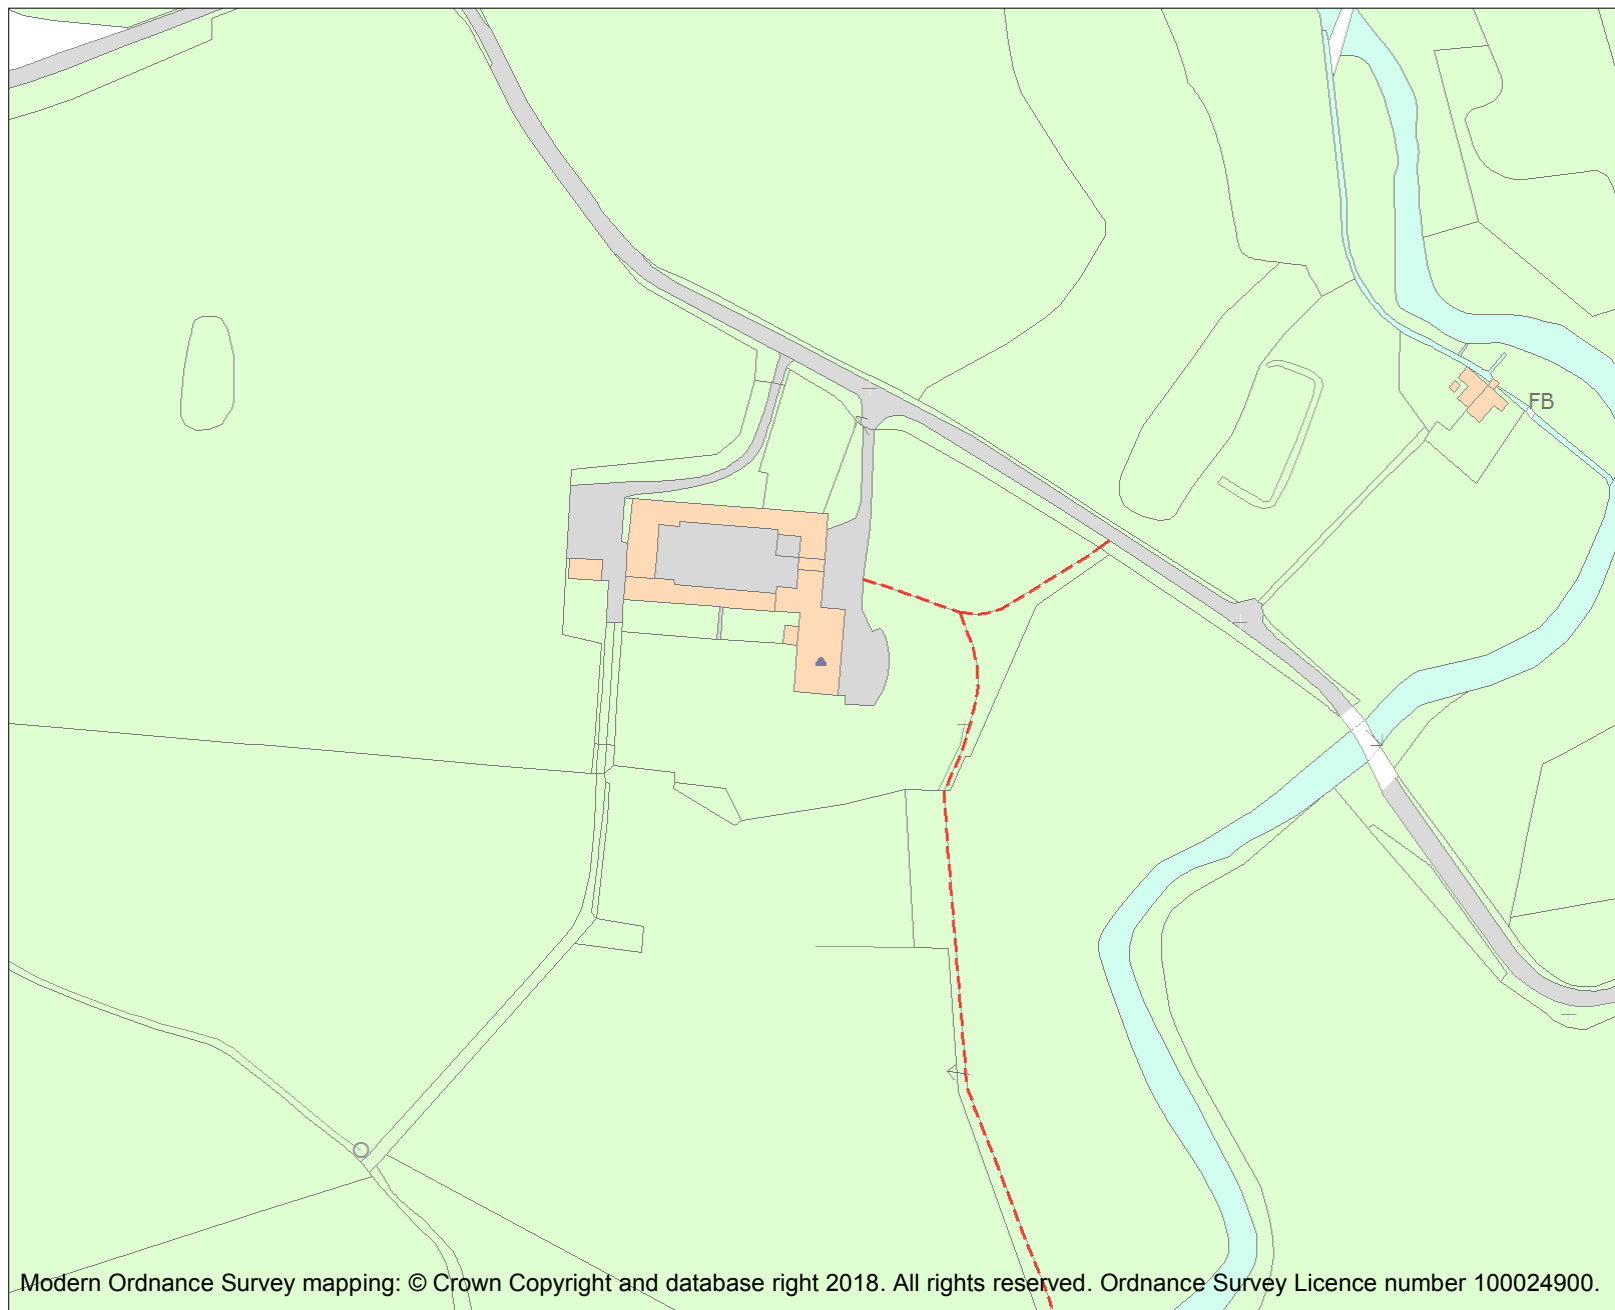 FB
Modern Ordnance Survey mapping: © Crown Copyright and database right 2018. All rights reserved. Ordnance Survey Licence number 100024900.